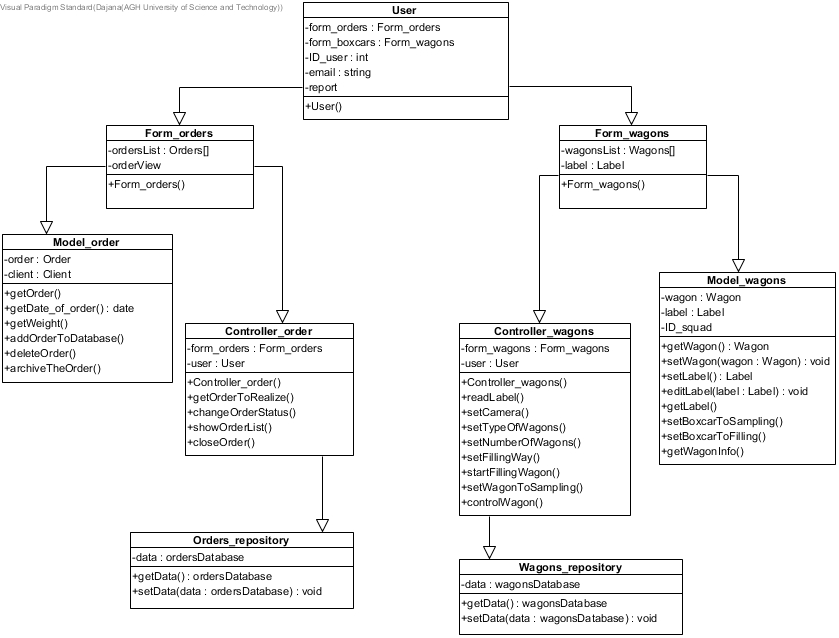 Visual Paradigm Standard(Dajana(AGH University of Science and Technology))
User
-form_orders : Form_orders
-form_boxcars : Form_wagons
-ID_user : int
-email : string
-report
+User()
Form_orders
-ordersList : Orders[]
-orderView
+Form_orders()
Form_wagons
-wagonsList : Wagons[]
-label : Label
+Form_wagons()
Model_order
-order : Order
-client : Client
+getOrder()
+getDate_of_order() : date
+getWeight()
+addOrderToDatabase()
+deleteOrder()
+archiveTheOrder()
Controller_order
-form_orders : Form_orders
-user : User
+Controller_order()
+getOrderToRealize()
+changeOrderStatus()
+showOrderList()
+closeOrder()
Controller_wagons
-form_wagons : Form_wagons
-user : User
+Controller_wagons()
+readLabel()
+setCamera()
+setTypeOfWagons()
+setNumberOfWagons()
+setFillingWay()
+startFillingWagon()
+setWagonToSampling()
+controlWagon()
Model_wagons
-wagon : Wagon
-label : Label
-ID_squad
+getWagon() : Wagon
+setWagon(wagon : Wagon) : void
+setLabel() : Label
+editLabel(label : Label) : void
+getLabel()
+setBoxcarToSampling()
+setBoxcarToFilling()
+getWagonInfo()
Orders_repository
-data : ordersDatabase
+getData() : ordersDatabase
+setData(data : ordersDatabase) : void
Wagons_repository
-data : wagonsDatabase
+getData() : wagonsDatabase
+setData(data : wagonsDatabase) : void